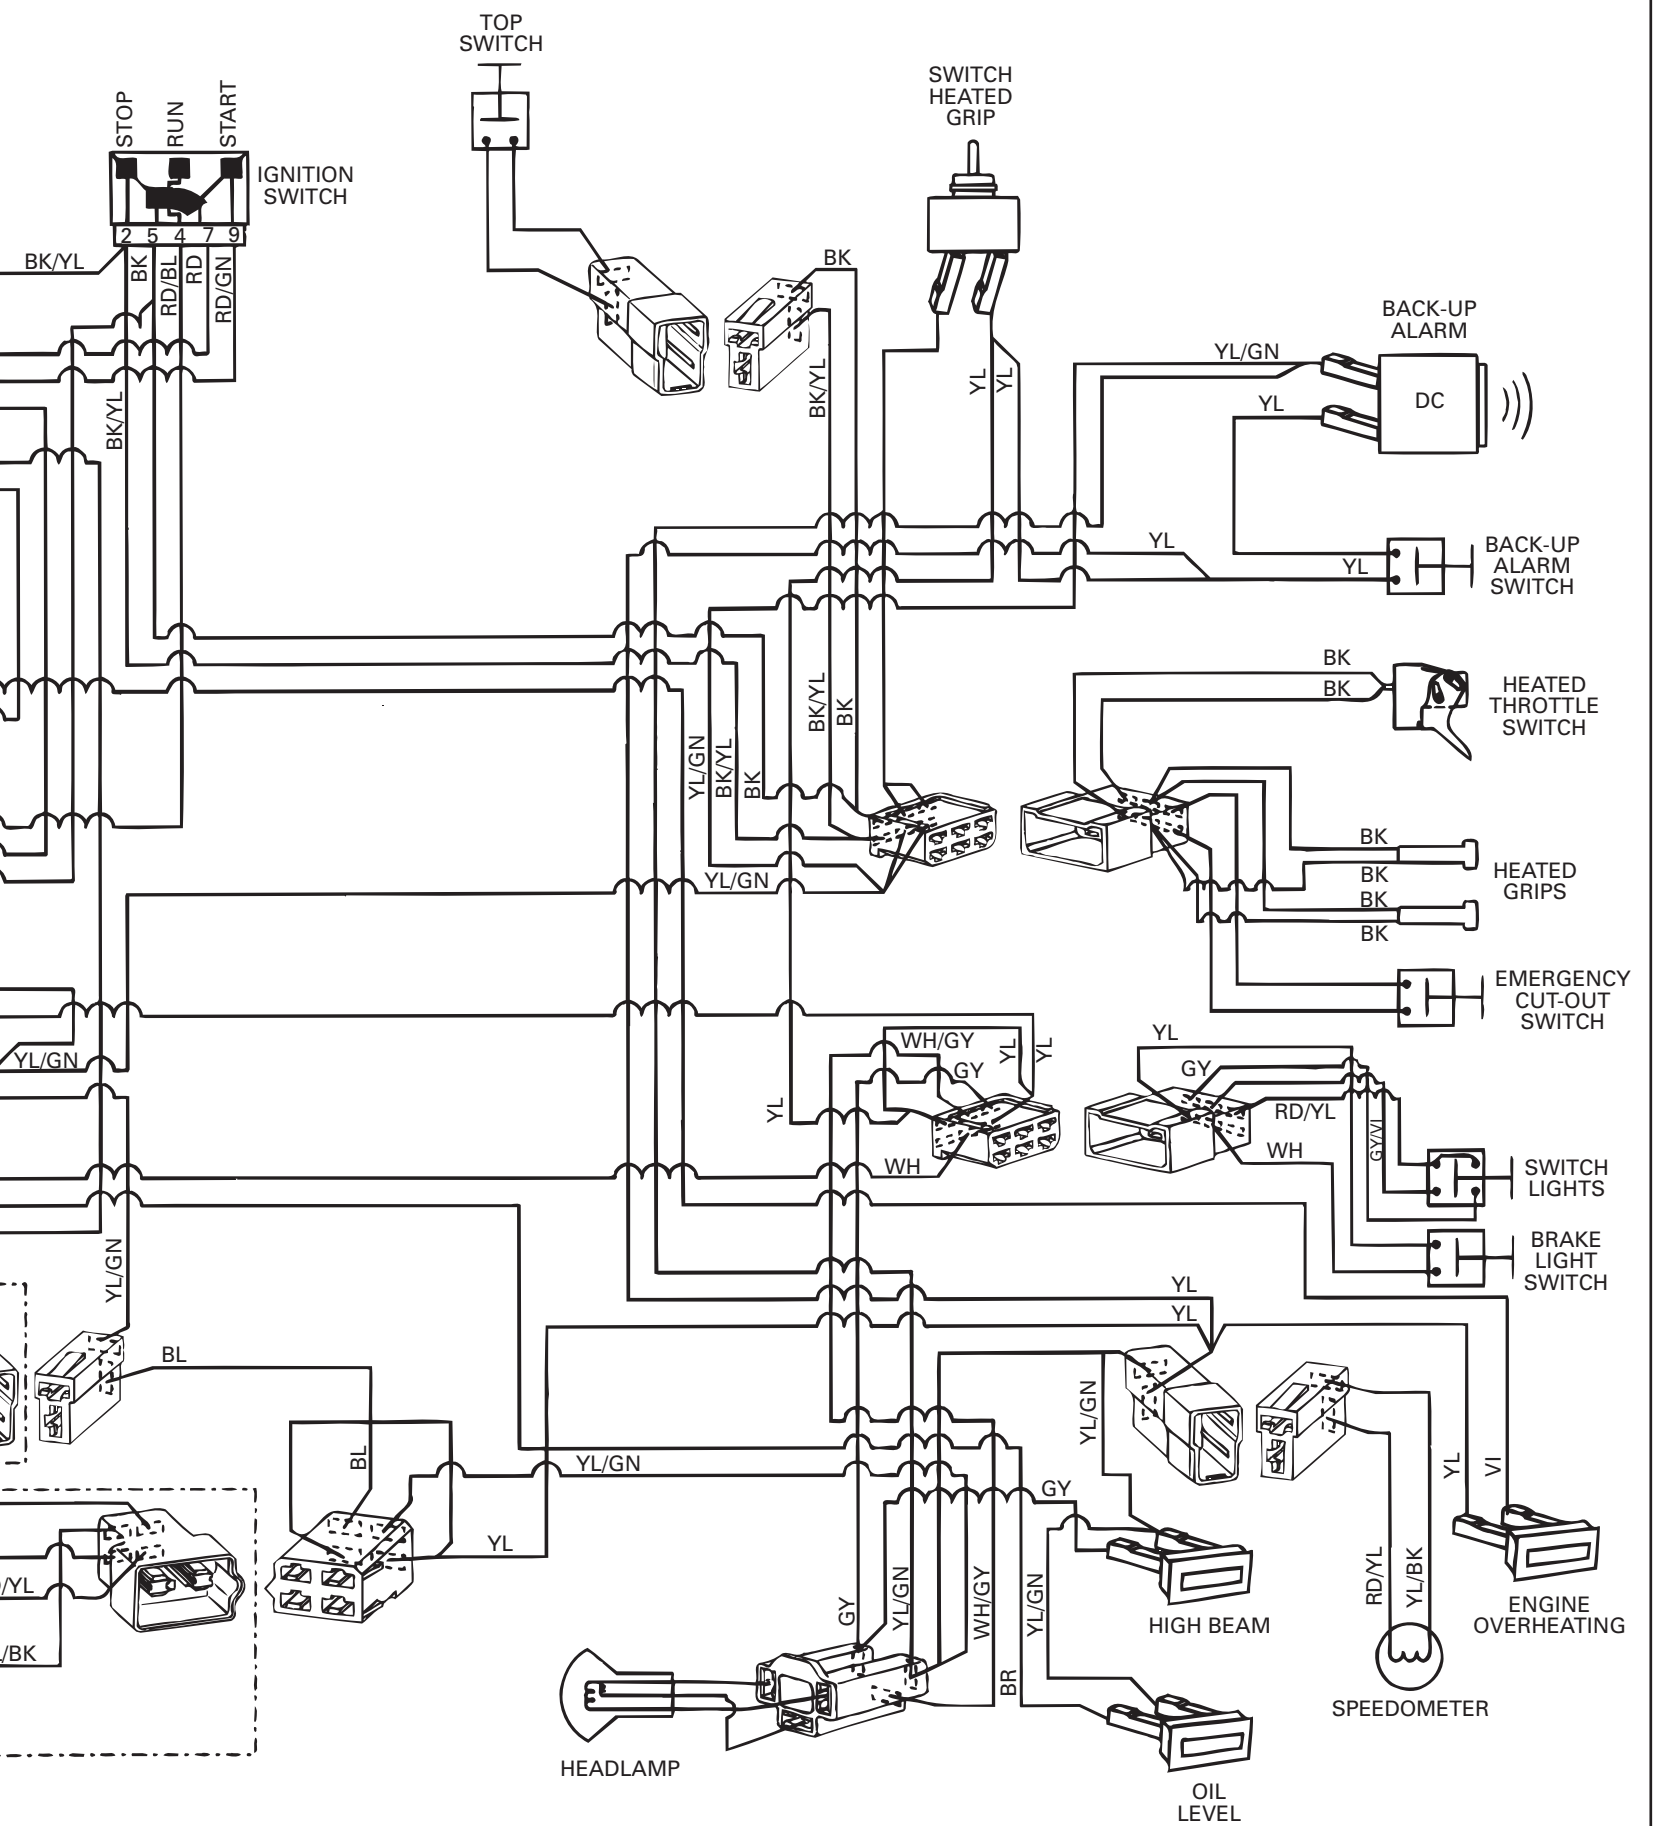 TOP
SWITCH
SWITCH
HEATED
GRIP
STOP
RUN
START
IGNITION
SWITCH
2 5 4 7 9
BK/YL
BK
RD/BL
RD
RD/GN
BK
BACK-UP
ALARM
YL/GN
DC
YL
YL
YL
BK/YL
BK/YL
YL
YL
BACK-UP
ALARM
SWITCH
BK
BK
HEATED
THROTTLE
SWITCH
BK/YL
BK
YL/GN
BK/YL
BK
BK
BK
BK
BK
HEATED
GRIPS
YL/GN
EMERGENCY
CUT-OUT
SWITCH
YL/GN
WH/GY
GY
YL
YL
YL
GY
YL
RD/YL
GY/VI
WH
WH
SWITCH
LIGHTS
BRAKE
LIGHT
SWITCH
YL/GN
YL
YL
BL
BL
YL/GN
YL/GN
YL
VI
GY
YL
/YL
/BK
GY
YL/GN
WH/GY
YL/GN
BR
RD/YL
YL/BK
HIGH BEAM
ENGINE
OVERHEATING
SPEEDOMETER
HEADLAMP
OIL
LEVEL